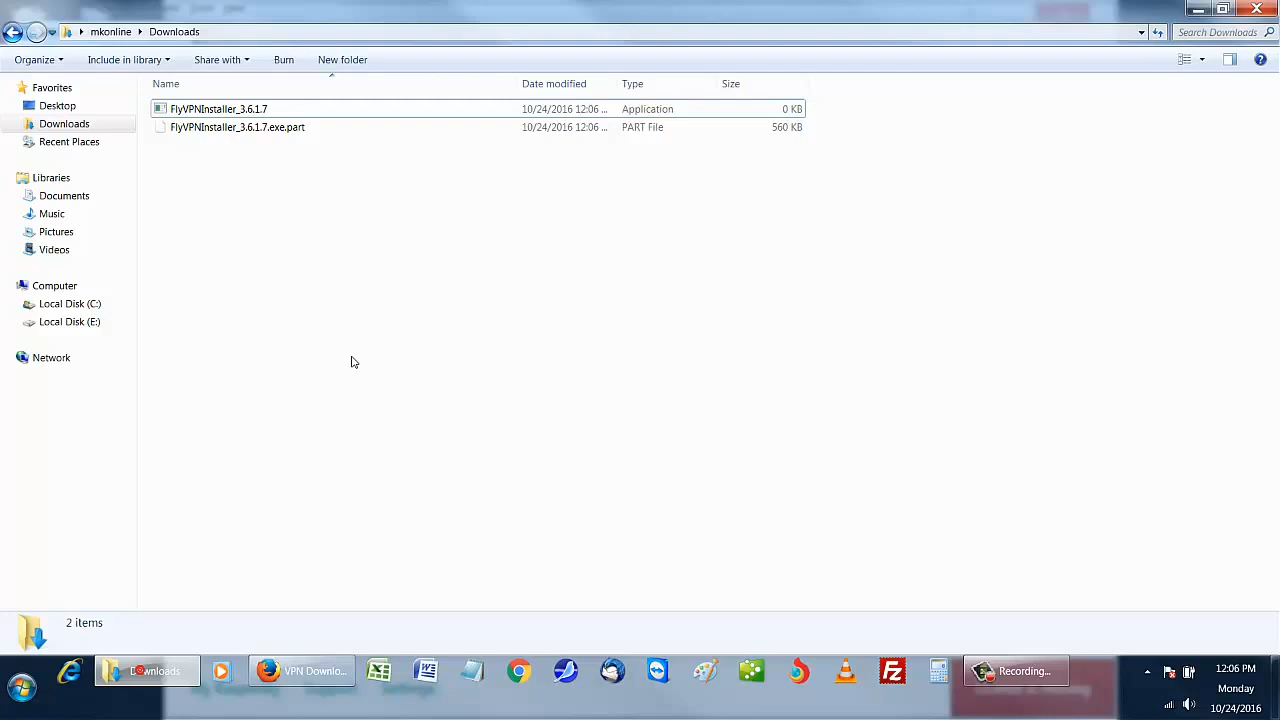 mkonline Downloads
Search Downloads
Organize Include in library Share with Burn New folder
Favorites
Desktop
Downloads
Recent Places
Libraries
Documents
Music
Pictures
Videos
Computer
Local Disk (C:)
Local Disk (E:)
Network
Name Date modified Type Size
FlyVPNInstaller_3.6.1.7 10/24/2016 12:06 ... Application 0 KB
FlyVPNInstaller_3.6.1.7.exe.part 10/24/2016 12:06 ... PART File 560 KB
2 items
Downloads
VPN Downlo...
Recording...
12:06 PM
Monday
10/24/2016